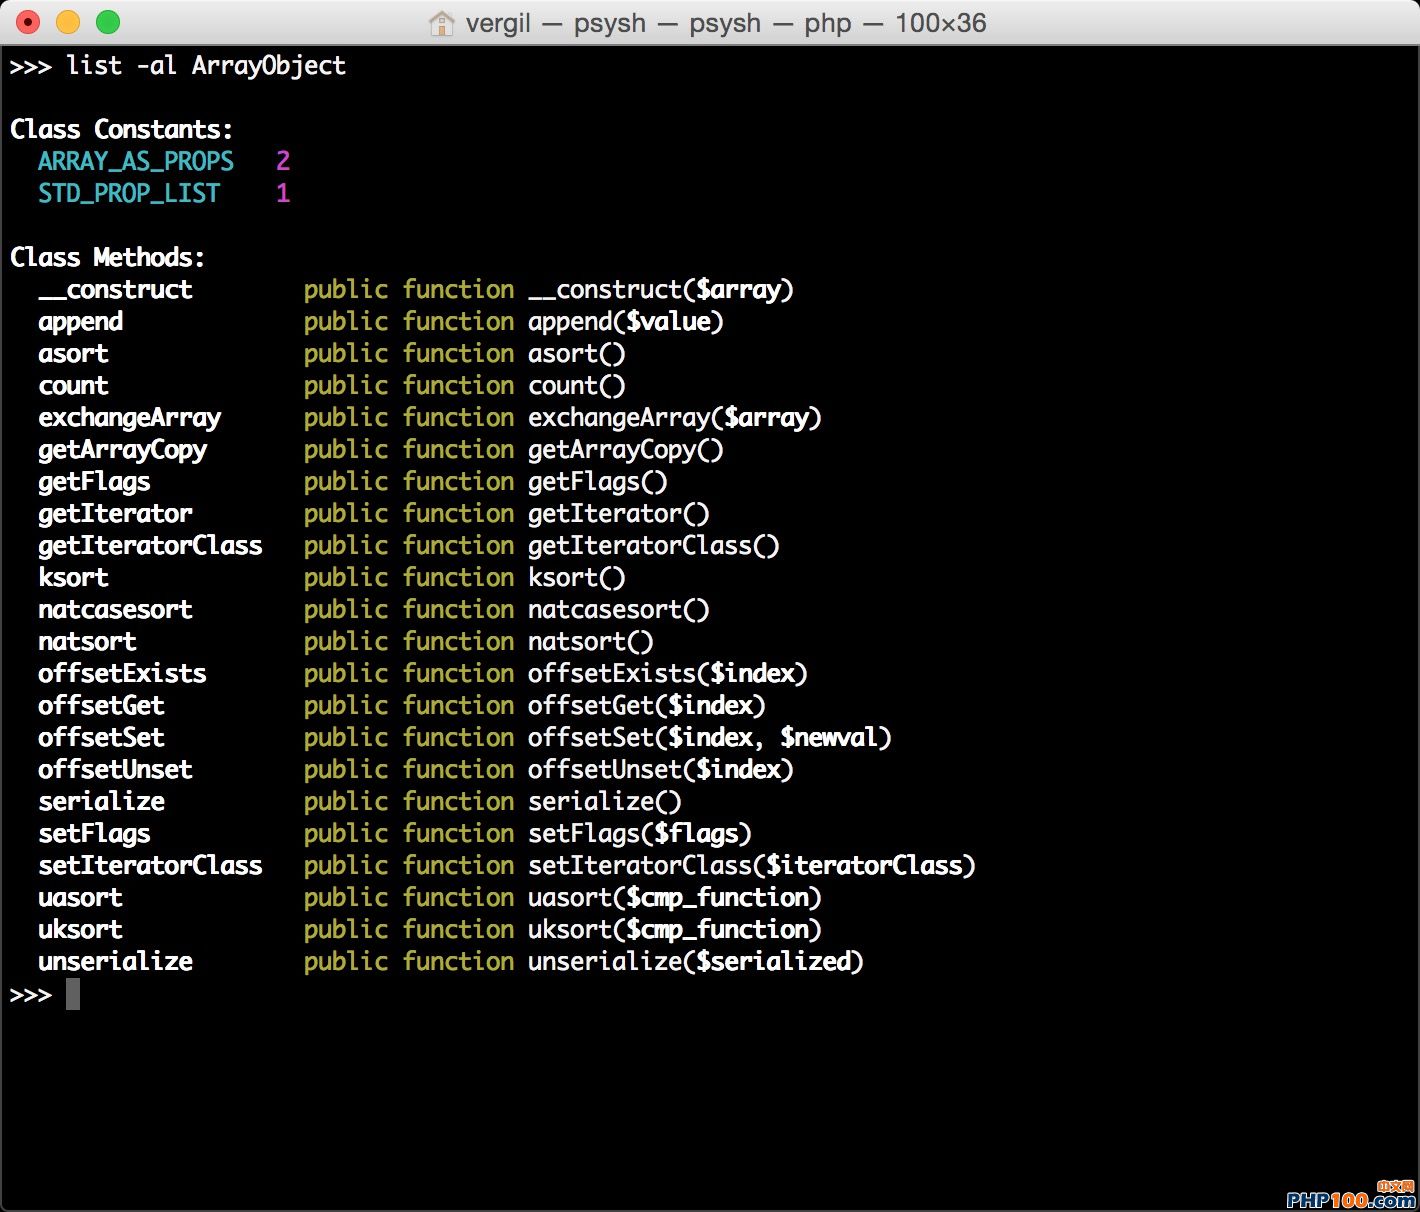 vergil — psysh — psysh — php — 100×36
>>> list -al ArrayObject
Class Constants:
ARRAY_AS_PROPS 2
STD_PROP_LIST 1
Class Methods:
__construct public function __construct($array)
append public function append($value)
asort public function asort()
count public function count()
exchangeArray public function exchangeArray($array)
getArrayCopy public function getArrayCopy()
getFlags public function getFlags()
getIterator public function getIterator()
getIteratorClass public function getIteratorClass()
ksort public function ksort()
natcasesort public function natcasesort()
natsort public function natsort()
offsetExists public function offsetExists($index)
offsetGet public function offsetGet($index)
offsetSet public function offsetSet($index, $newval)
offsetUnset public function offsetUnset($index)
serialize public function serialize()
setFlags public function setFlags($flags)
setIteratorClass public function setIteratorClass($iteratorClass)
uasort public function uasort($cmp_function)
uksort public function uksort($cmp_function)
unserialize public function unserialize($serialized)
>>>
中文网
PHP100.com